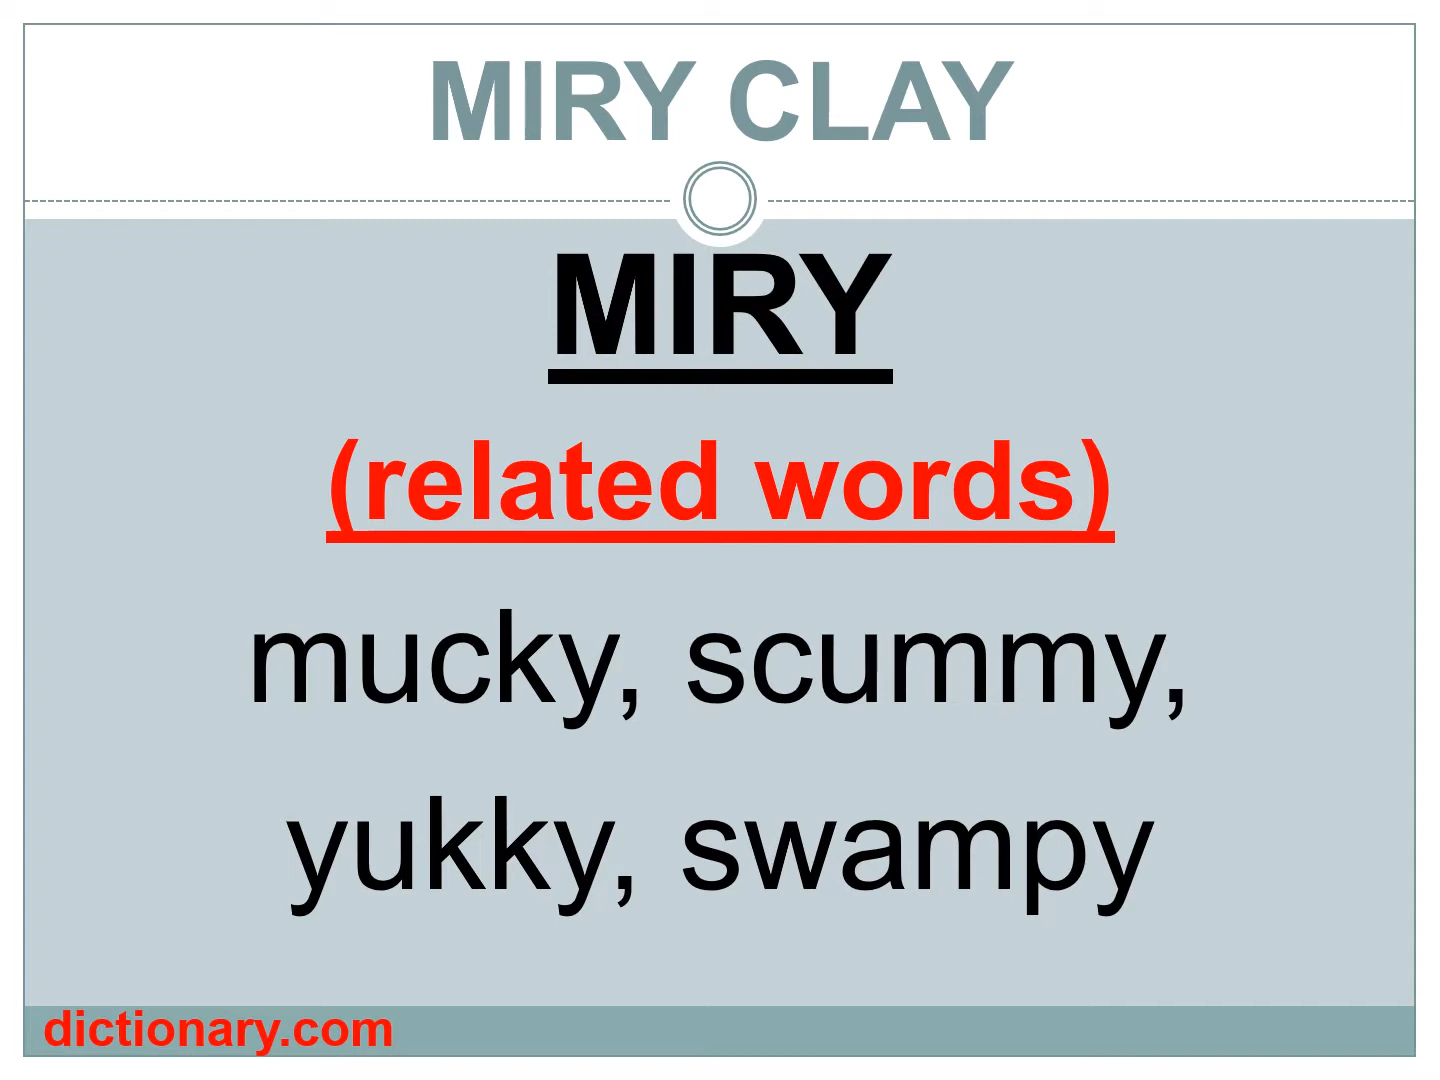 MIRY CLAY
MIRY
(related words)
mucky, scummy,
yukky, swampy
dictionary.com